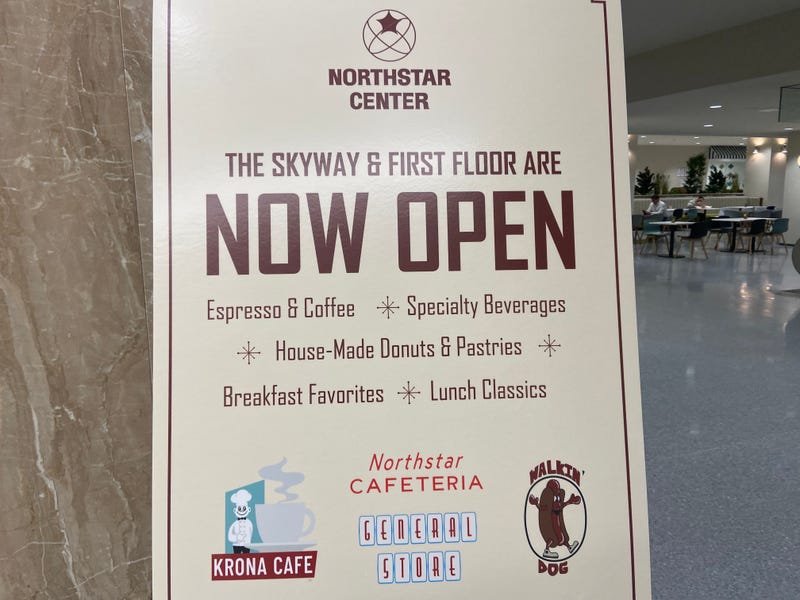 NORTHSTAR
CENTER
THE SKYWAY & FIRST FLOOR ARE
NOW OPEN
Espresso & Coffee Specialty Beverages
House-Made Donuts & Pastries
Breakfast Favorites Lunch Classics
Northstar
CAFETERIA
WALKIN'
GENERAL
STORE
KRONA CAFE
DOG